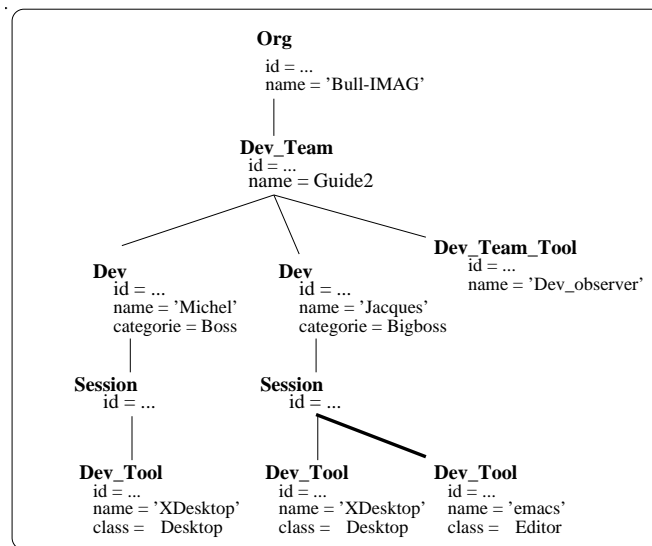 .
Org
id = ...
name = 'Bull-IMAG'
Dev_Team
id = ...
name = Guide2
Dev
id = ...
name = 'Michel'
categorie = Boss
Dev
id = ...
name = 'Jacques'
categorie = Bigboss
Dev_Team_Tool
id = ...
name = 'Dev_observer'
Session
id = ...
Session
id = ...
Dev_Tool
id = ...
name = 'XDesktop'
class = Desktop
Dev_Tool
id = ...
name = 'XDesktop'
class = Desktop
Dev_Tool
id = ...
name = 'emacs'
class = Editor